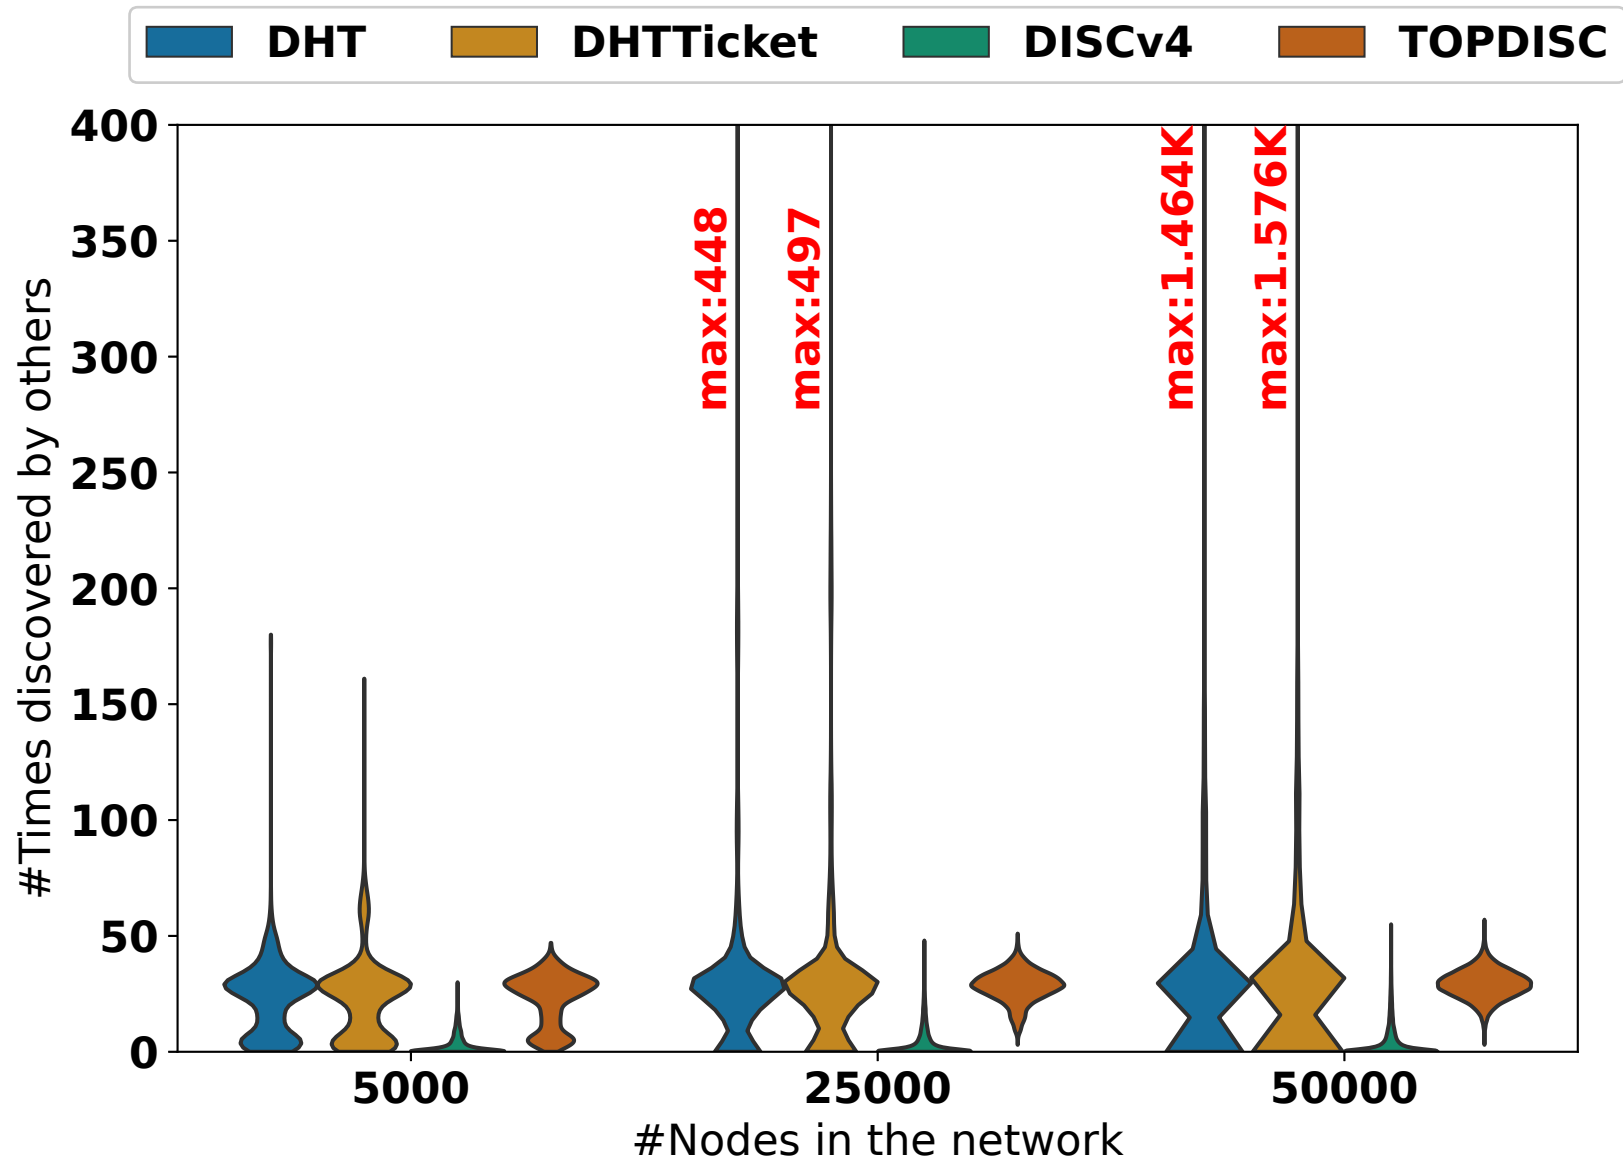 DHT DHTTicket DISCv4 TOPDISC
400
350
300
250
200
150
100
50
0
#Times discovered by others
max:448
max:497
max:1.464K
max:1.576K
5000 25000 50000
#Nodes in the network